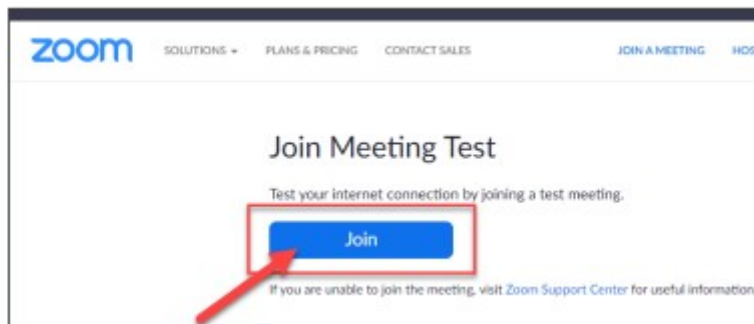 zoom SOLUTIONS PLANS & PRICING CONTACT SALES JOIN A MEETING HOS
Join Meeting Test
Test your internet connection by joining a test meeting.
Join
If you are unable to join the meeting, visit Zoom Support Center for useful information